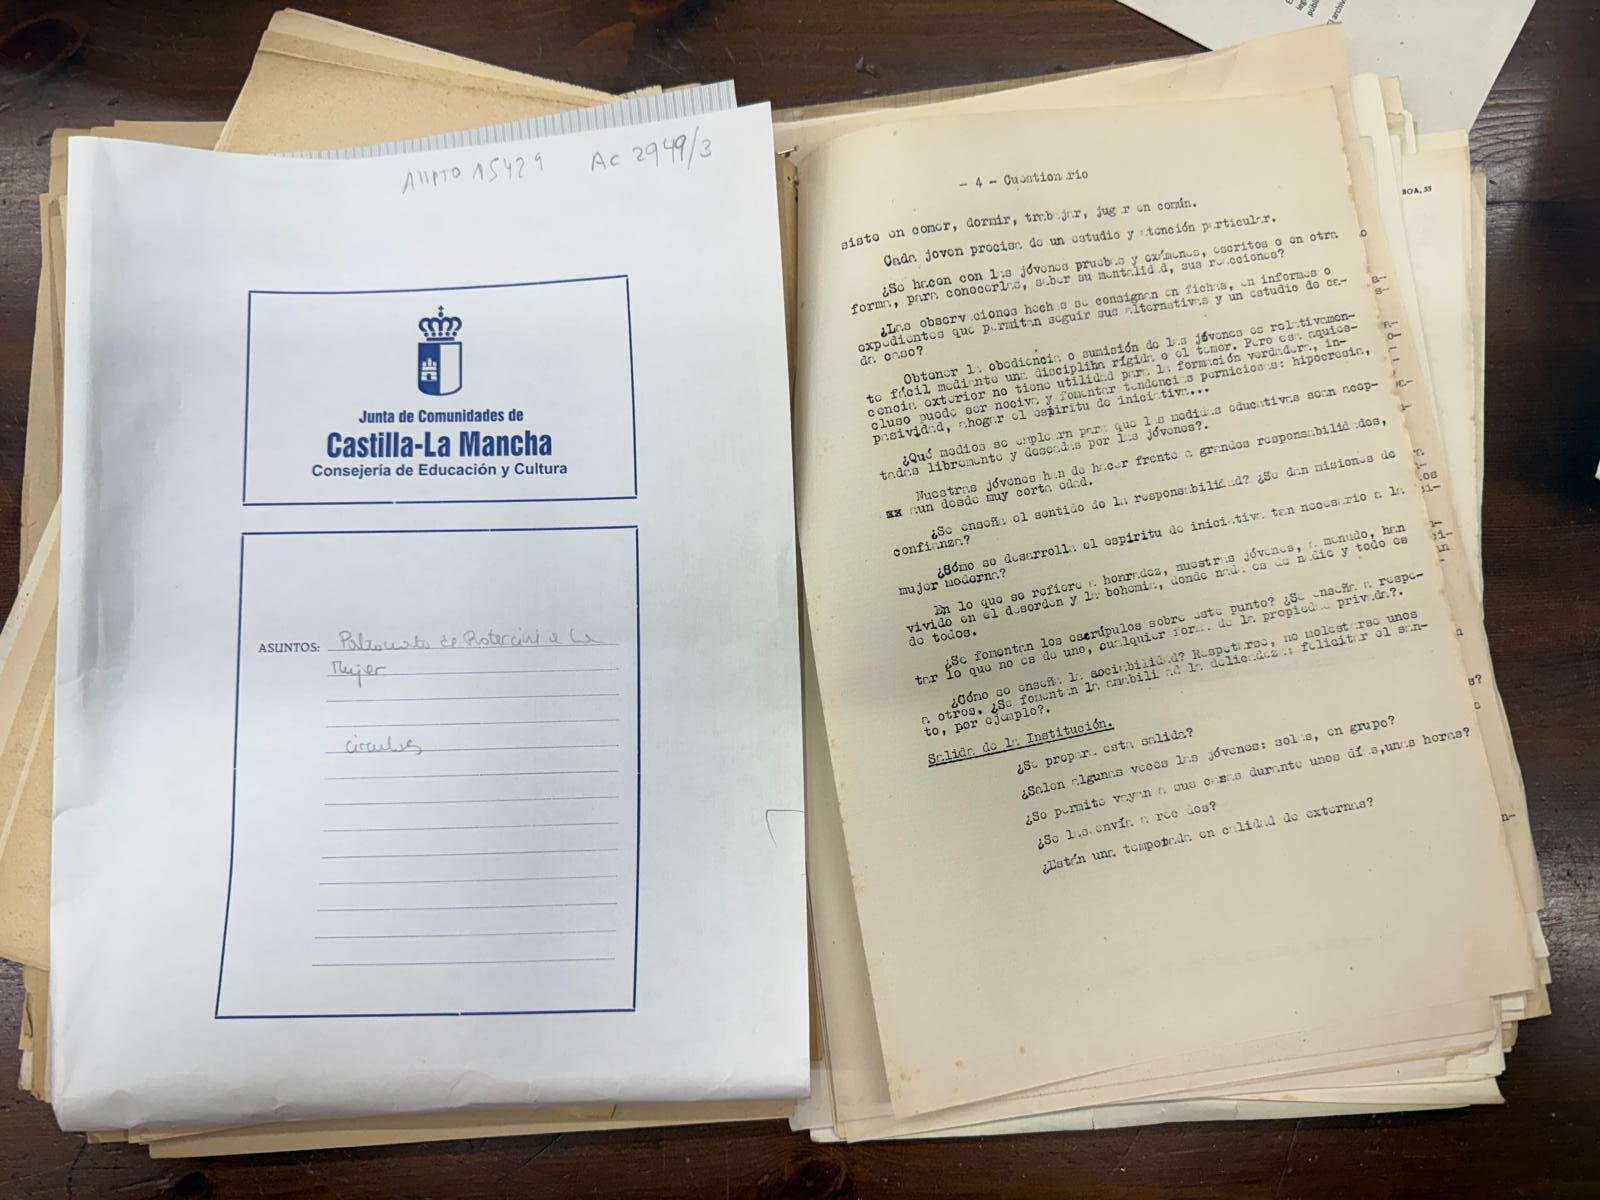 AHPTO 15429 AC 2949/3
Junta de Comunidades de
Castilla-La Mancha
Consejería de Educación y Cultura
ASUNTOS: Patronato de Protección a la
Mujer
circulares
BOA, 35
- 4 - Cuestionario
siste en comer, dormir, trabajar, jugar en común.
Cada joven precisa de un estudio y atención particular.
¿Se hacen con las jóvenes pruebas y exámenes, escritos o en otra
forma, para conocerlas, saber su mentalidad, sus reacciones?
¿Las observaciones hechas se consignan en fichas, en informes o
expedientes que permitan seguir sus alternativas y un estudio de ca-
da caso?
Obtener la obediencia o sumisión de las jóvenes es relativamen-
te fácil mediante una disciplina rígida o el temor. Pero esa aquies-
cencia exterior no tiene utilidad para la formación verdadera, in-
cluso puede ser nociva y fomentar tendencias perniciosas: hipocresia,
pasividad, ahogar el espíritu de iniciativa...
¿Qué medios se emplean para que las medidas educativas sean acep-
tadas libremente y deseadas por las jóvenes?.
Nuestras jóvenes han de hacer frente a grandes responsabilidades,
xx aun desde muy corta edad.
¿Se enseña el sentido de la responsabilidad? ¿Se dan misiones de
confianza?
¿Sómo se desarrolla el espiritu de iniciativa tan necesario a la
mujer moderna?
En lo que se refiere a honradez, nuestras jóvenes, a menudo, han
vivido en el desorden y la bohemia, donde nada es de nadie y todo es
de todos.
¿Se fomentan los escrúpulos sobre este punto? ¿Se enseña a respe-
tar lo que no es de uno, cualquier forma de la propiedad privada?.
¿Cómo se enseña la sociabilidad? Respetarse, no molestarse unos
a otros. ¿Se fomentan la amabilidad la delicadeza: felicitar el san-
to, por ejemplo?.
Salida de la Institución.
¿Se prepara esta salida?
¿Salen algunas veces las jóvenes: solas, en grupo?
¿Se permite vayan a sus casas durante unos días,unas horas?
¿Se las envía a recados?
¿Están una temporada en calidad de externas?